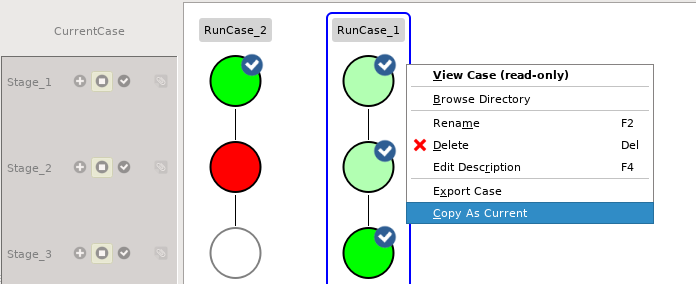 CurrentCase
RunCase_2
RunCase_1
Stage_1
Stage_2
Stage_3
View Case (read-only)
Browse Directory
Rename F2
Delete Del
Edit Description F4
Export Case
Copy As Current